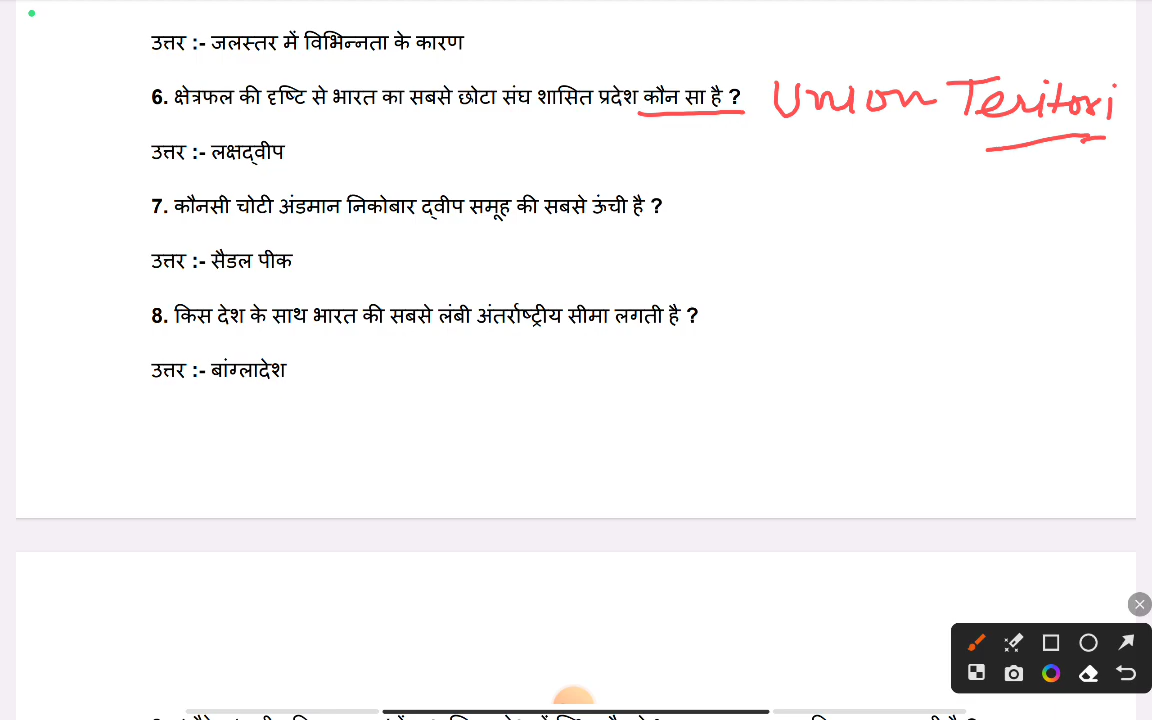 उत्तर :- जलस्तर में विभिन्नता के कारण
6. क्षेत्रफल की दृष्टि से भारत का सबसे छोटा संघ शासित प्रदेश कौन सा है ? Union Teritori
उत्तर :- लक्षद्वीप
7. कौनसी चोटी अंडमान निकोबार द्वीप समूह की सबसे ऊंची है ?
उत्तर :- सैडल पीक
8. किस देश के साथ भारत की सबसे लंबी अंतर्राष्ट्रीय सीमा लगती है ?
उत्तर :- बांग्लादेश